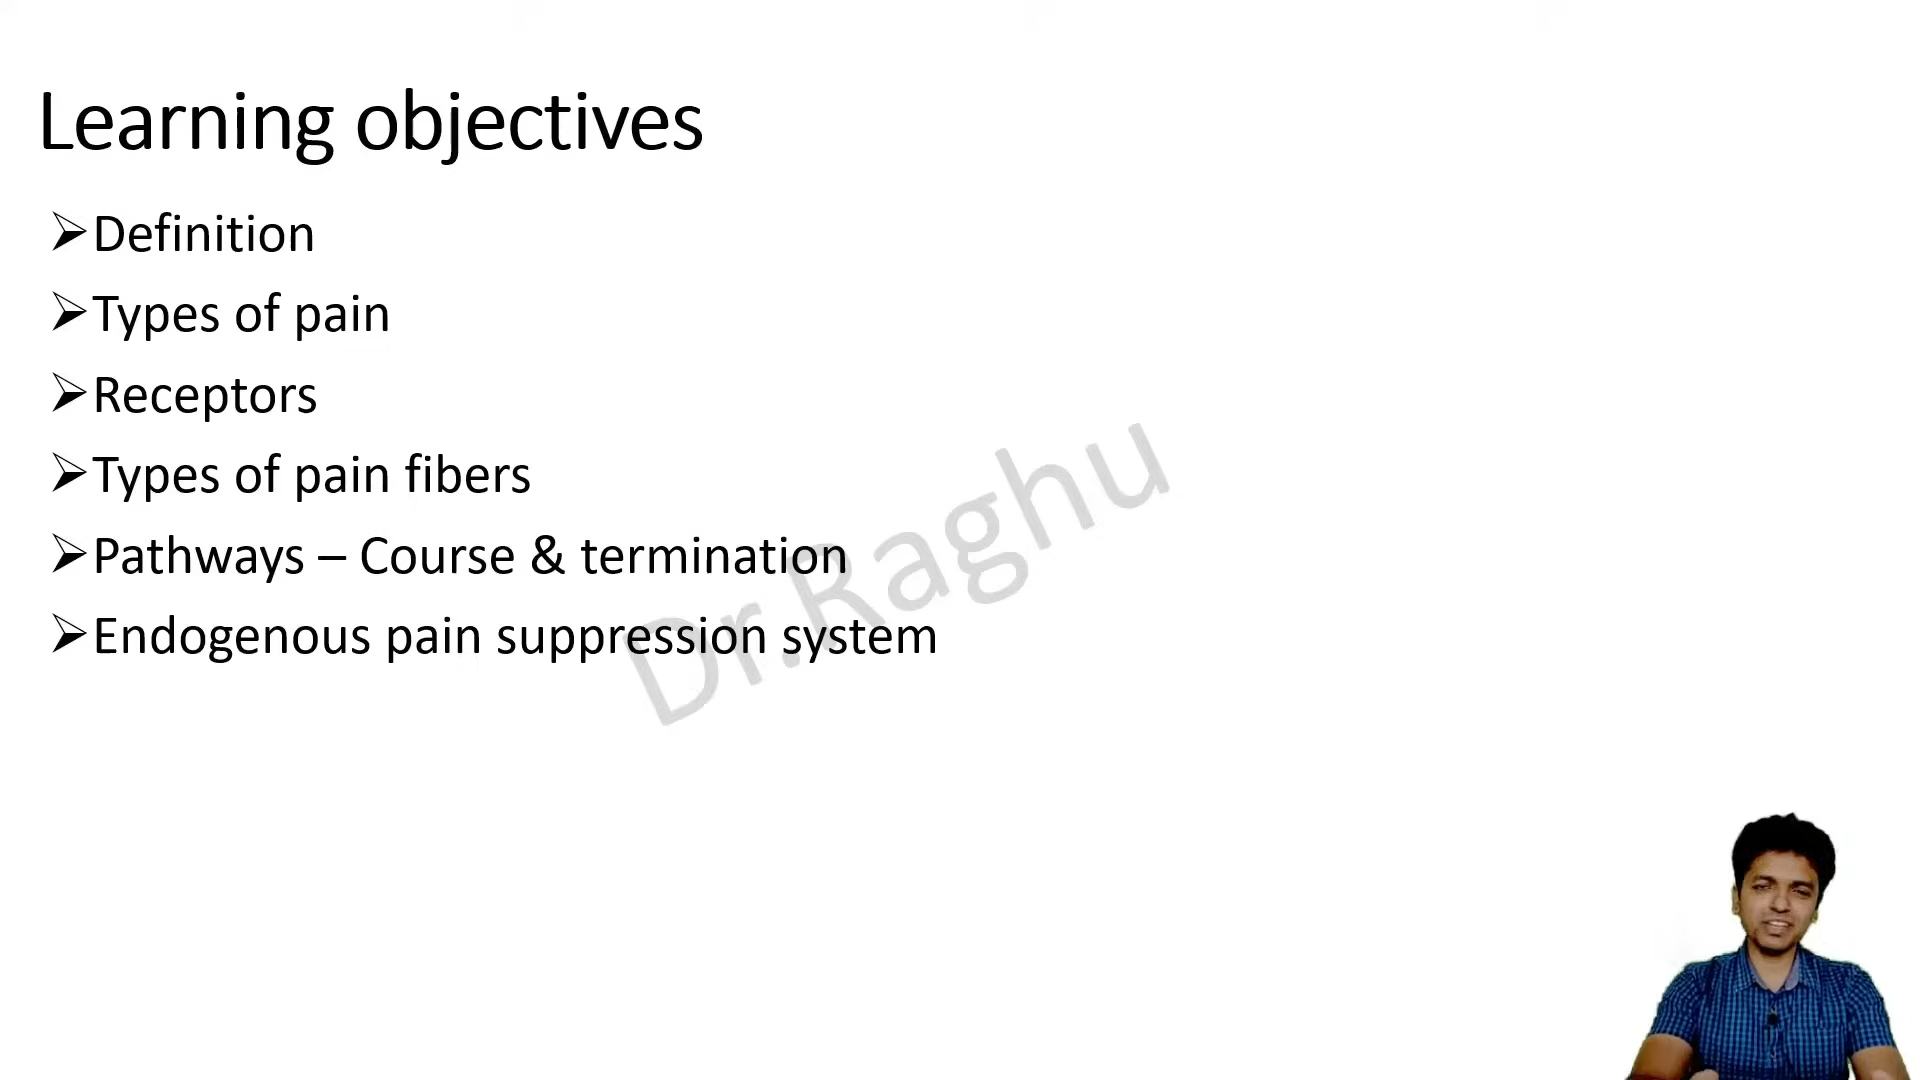 Learning objectives
➢Definition
➢Types of pain
➢Receptors
➢Types of pain fibers
➢Pathways – Course & termination
➢Endogenous pain suppression system
Dr.Raghu